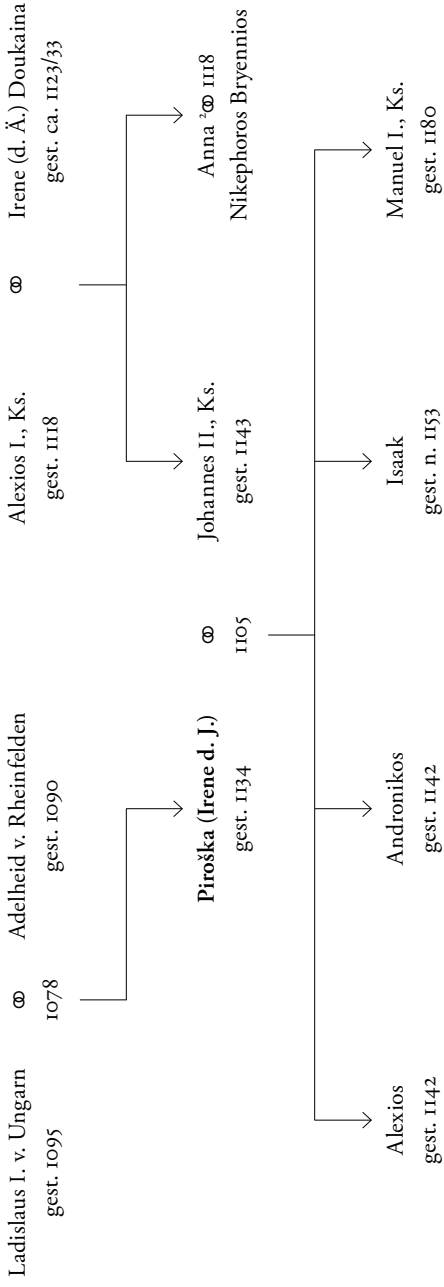 Ladislaus I. v. Ungarn
gest. 1095
⚭
1078
Adelheid v. Rheinfelden
gest. 1090
Alexios I., Ks.
gest. 1118
⚭
Irene (d. Ä.) Doukaina
gest. ca. 1123/33
Piroška (Irene d. J.)
gest. 1134
⚭
1105
Johannes II., Ks.
gest. 1143
Anna ²⚭ 1118
Nikephoros Bryennios
Alexios
gest. 1142
Andronikos
gest. 1142
Isaak
gest. n. 1153
Manuel I., Ks.
gest. 1180